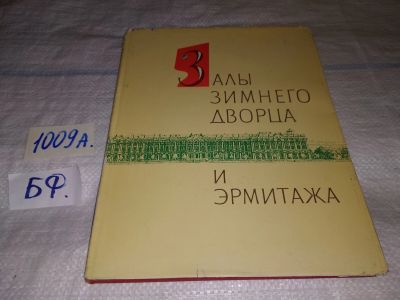 ЗАЛЫ
ЗИМНЕГО
ДВОРЦА
И
ЭРМИТАЖА
1009А.
БФ.